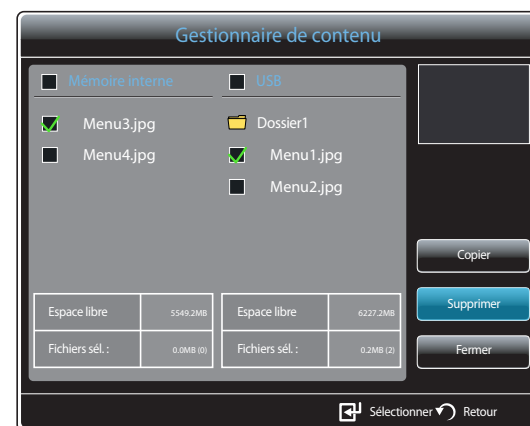 Gestionnaire de contenu
Mémoire interne
USB
Menu3.jpg
Dossier1
Menu4.jpg
Menu1.jpg
Menu2.jpg
Copier
Espace libre 5549.2MB
Espace libre 6227.2MB
Supprimer
Fichiers sél. : 0.0MB (0)
Fichiers sél. : 0.2MB (2)
Fermer
Sélectionner Retour